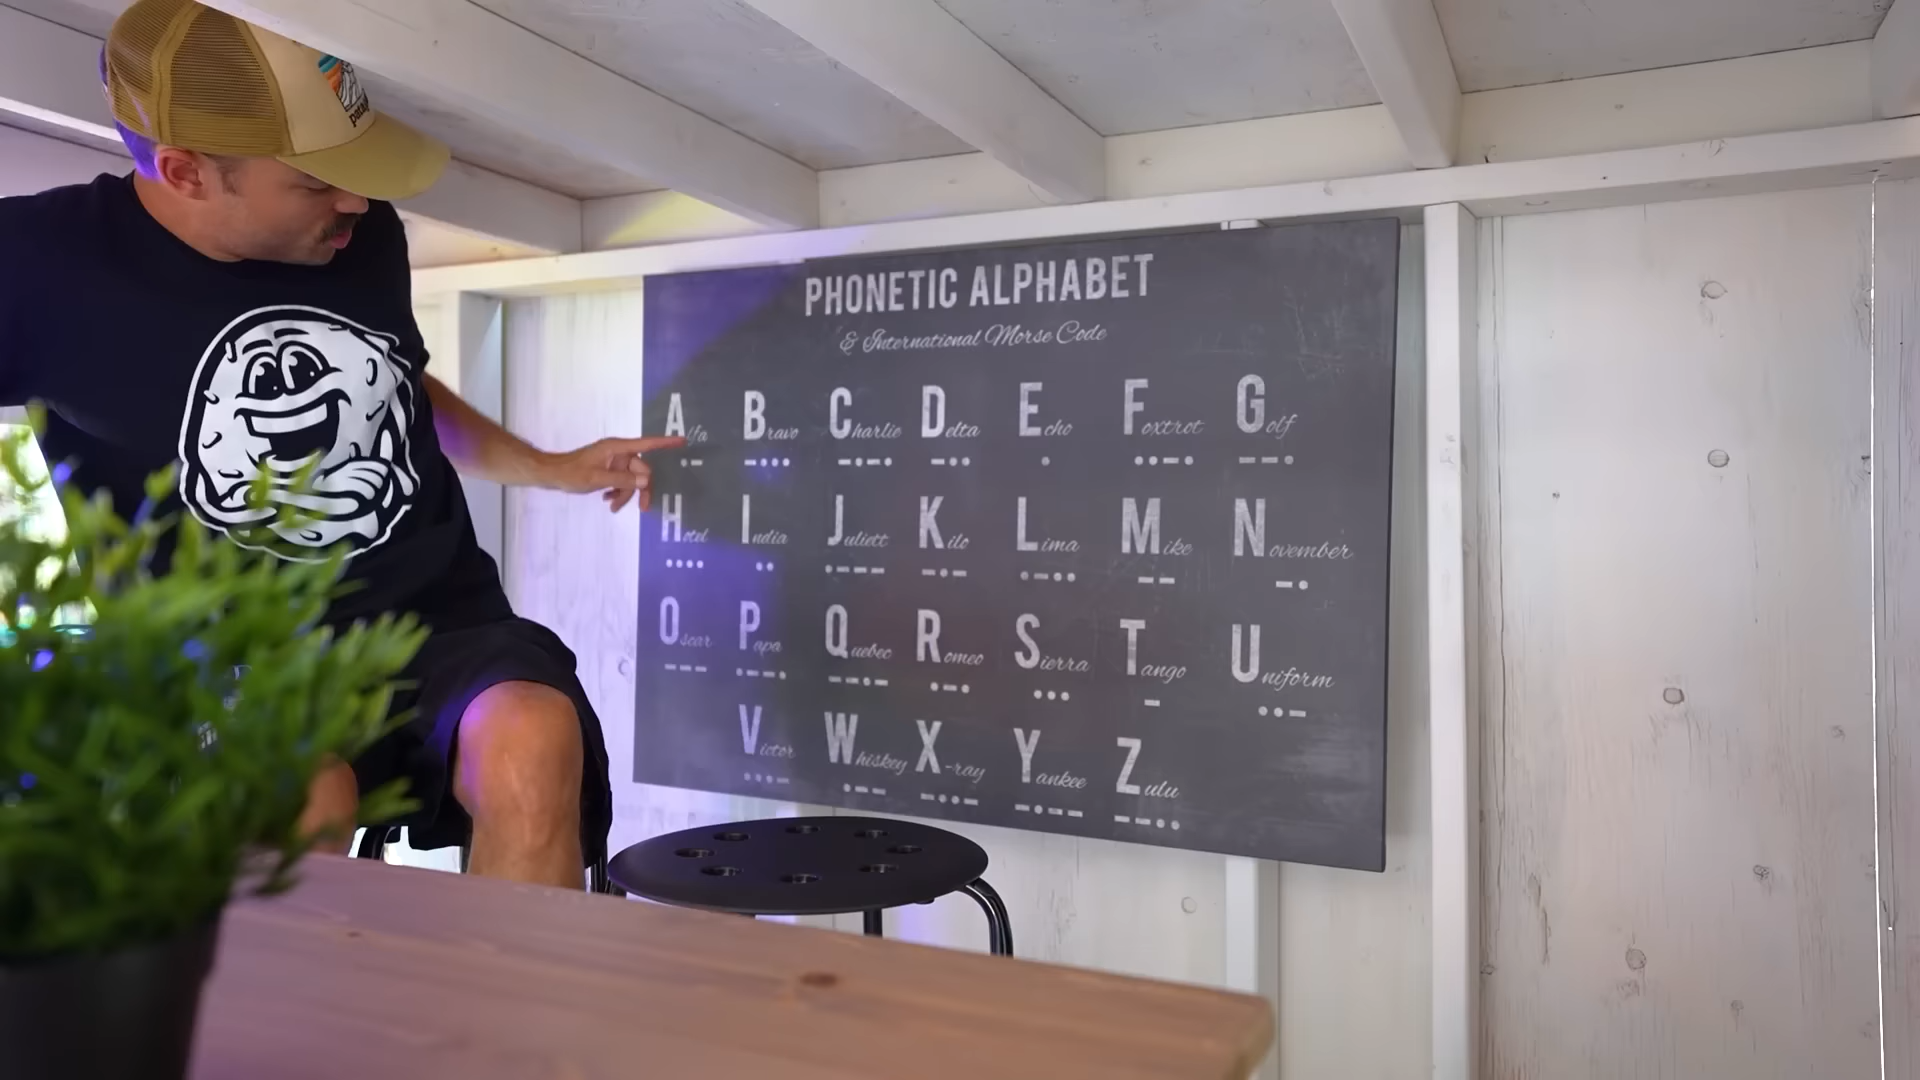 PHONETIC ALPHABET
& International Morse Code
Alfa Bravo Charlie Delta Echo Foxtrot Golf
•– –••• –•–• –•• • ••–• ––•
Hotel India Juliett Kilo Lima Mike November
•••• •• •––– –•– •–•• –– –•
Oscar Papa Quebec Romeo Sierra Tango Uniform
––– •––• ––•– •–• ••• – ••–
Victor Whiskey X-ray Yankee Zulu
•••– •–– –••– –•–– ––••